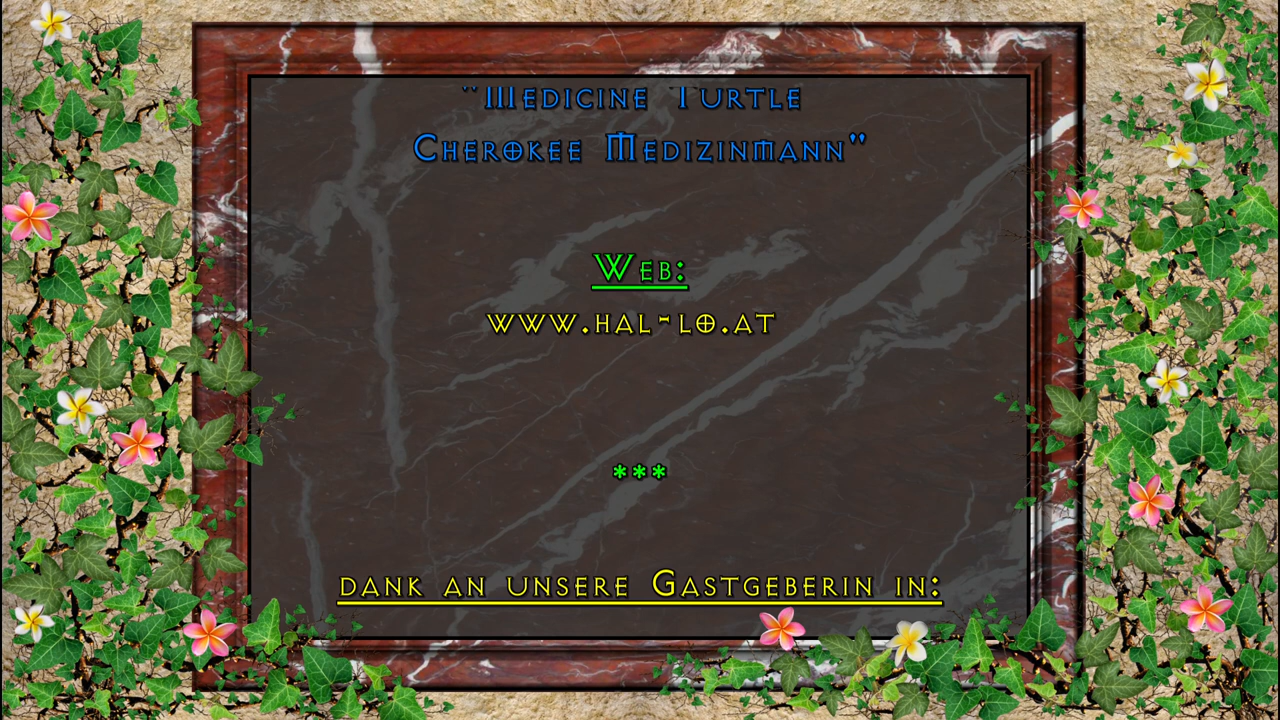 "Medicine Turtle
Cherokee Medizinmann"
Web:
www.hal-lo.at
***
dank an unsere Gastgeberin in: